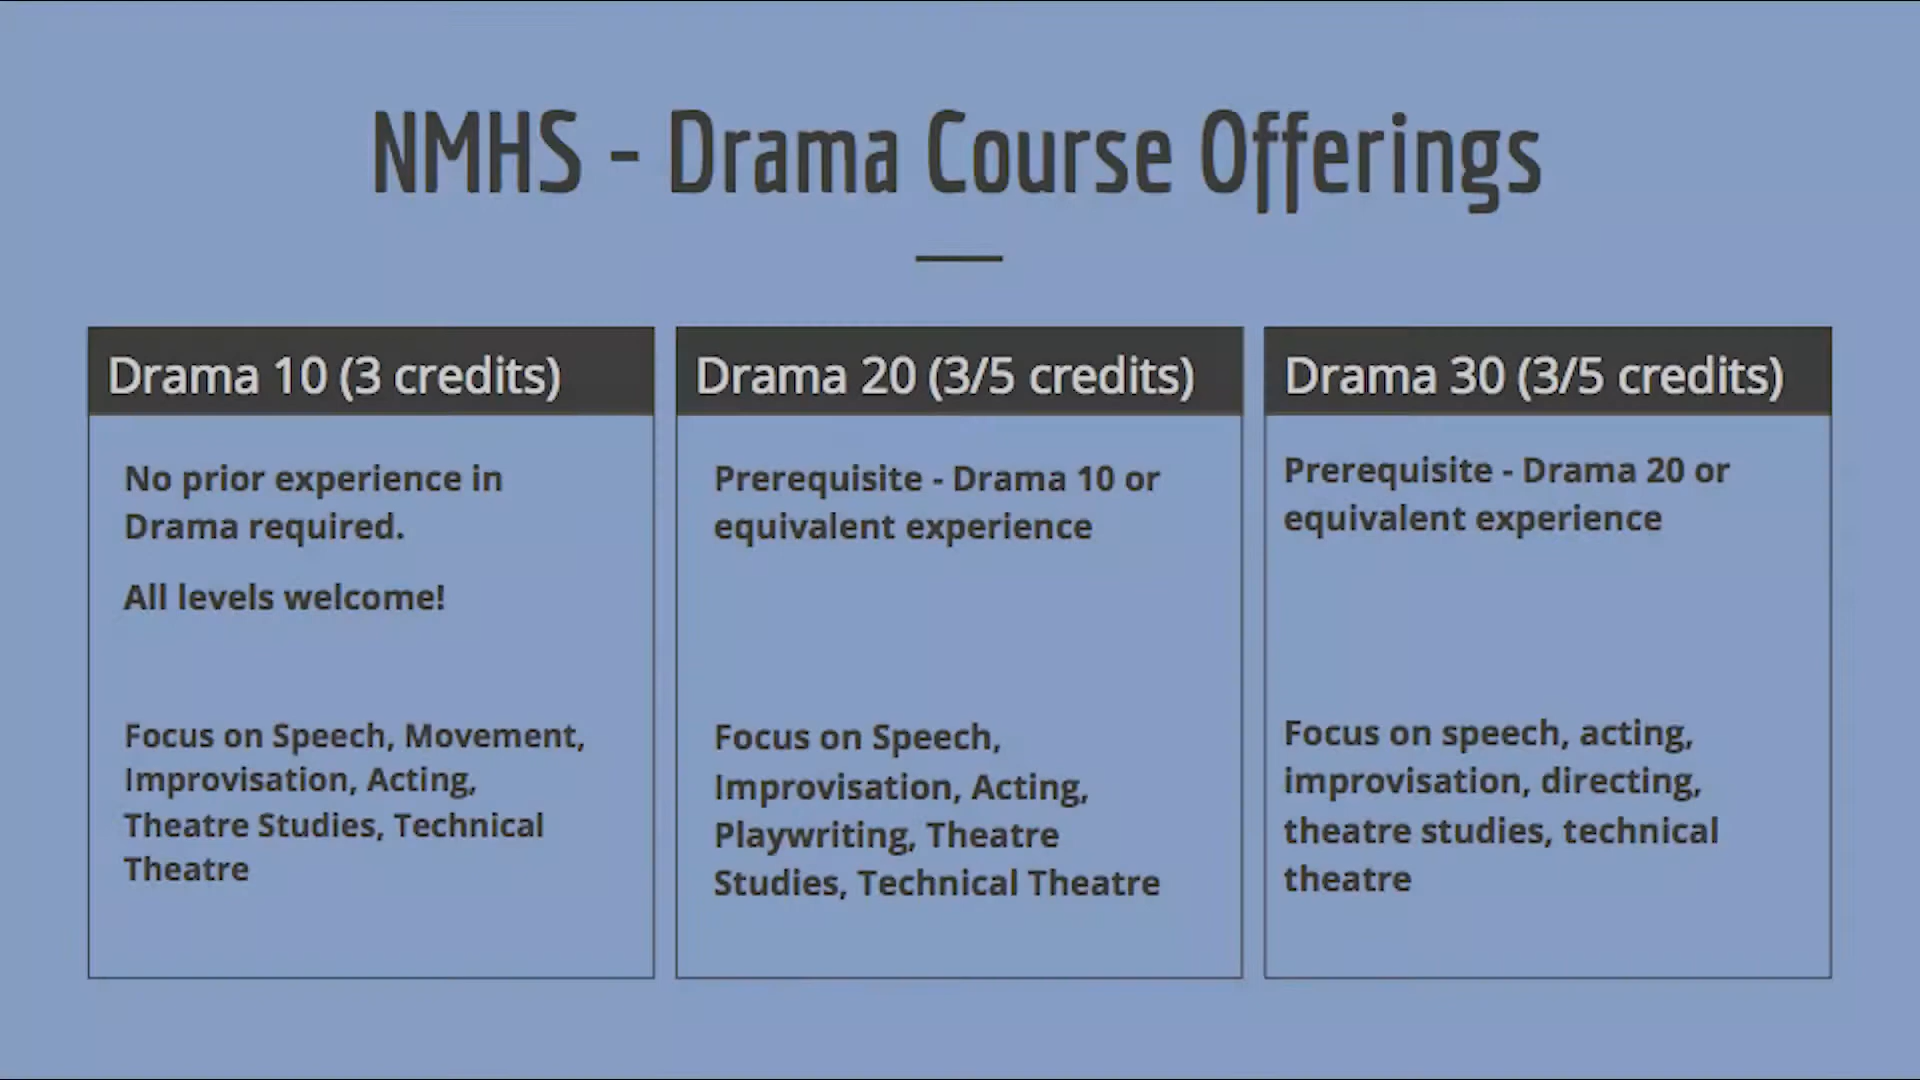 NMHS - Drama Course Offerings
Drama 10 (3 credits)
No prior experience in
Drama required.
All levels welcome!
Focus on Speech, Movement,
Improvisation, Acting,
Theatre Studies, Technical
Theatre
Drama 20 (3/5 credits)
Prerequisite - Drama 10 or
equivalent experience
Focus on Speech,
Improvisation, Acting,
Playwriting, Theatre
Studies, Technical Theatre
Drama 30 (3/5 credits)
Prerequisite - Drama 20 or
equivalent experience
Focus on speech, acting,
improvisation, directing,
theatre studies, technical
theatre